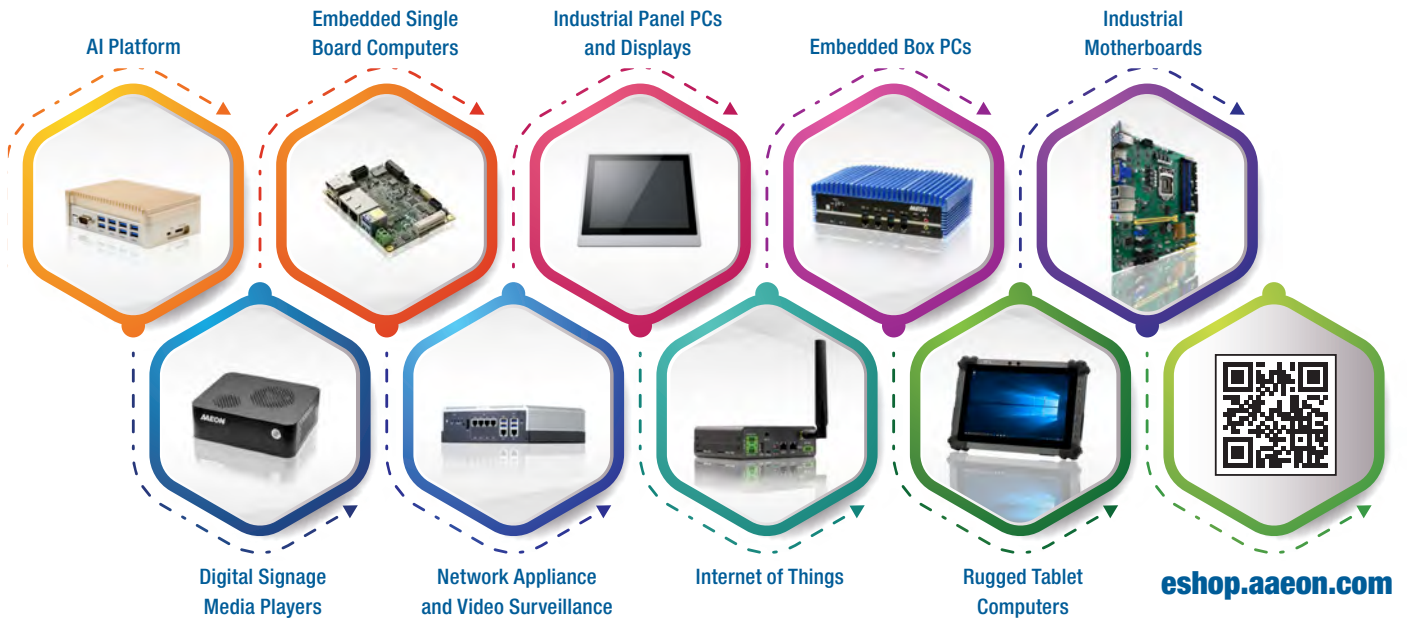 AI Platform
Embedded Single
Board Computers
Industrial Panel PCs
and Displays
Embedded Box PCs
Industrial
Motherboards
AAEON
AAEON
Digital Signage
Media Players
Network Appliance
and Video Surveillance
Internet of Things
Rugged Tablet
Computers
eshop.aaeon.com